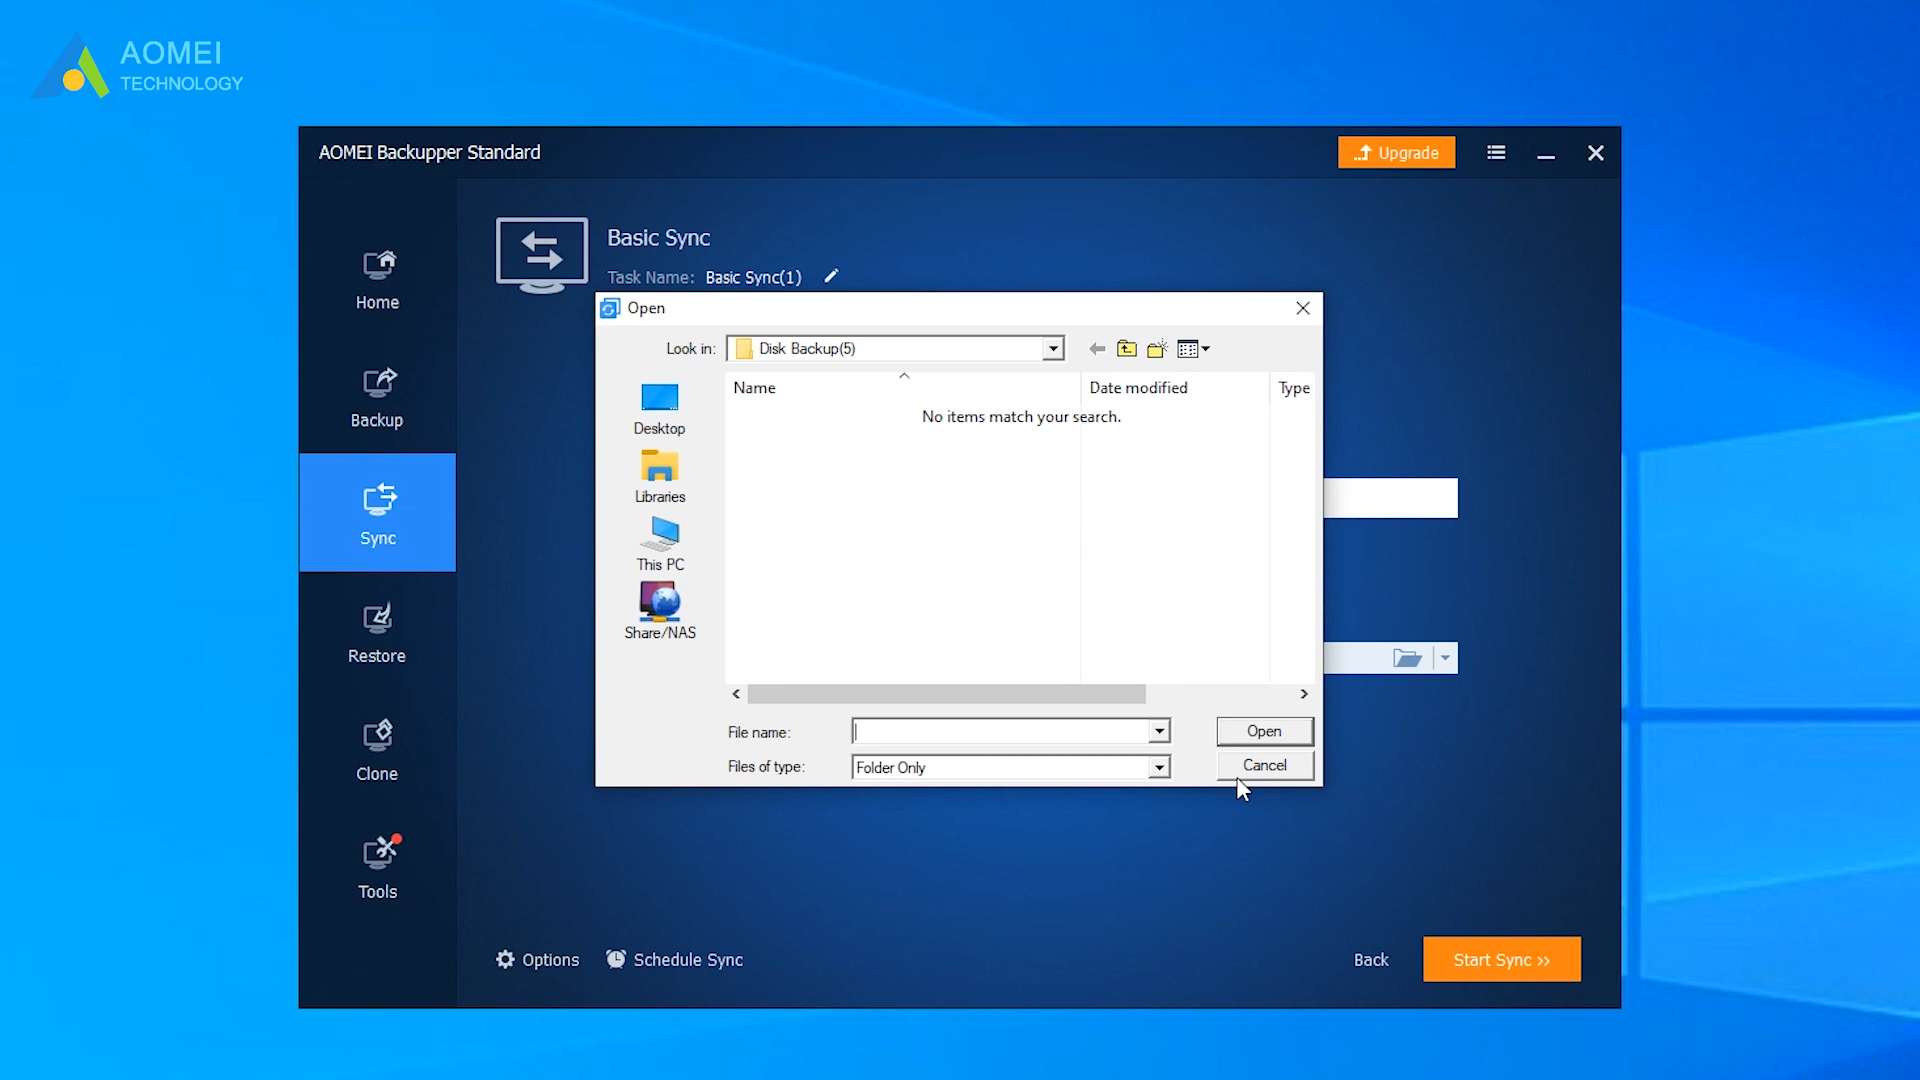 AOMEI
TECHNOLOGY
AOMEI Backupper Standard
Upgrade
Home
Backup
Sync
Restore
Clone
Tools
Basic Sync
Task Name: Basic Sync(1)
Open
Look in: Disk Backup(5)
Name Date modified Type
No items match your search.
Desktop
Libraries
This PC
Share/NAS
File name: Open
Files of type: Folder Only Cancel
Options Schedule Sync Back Start Sync >>